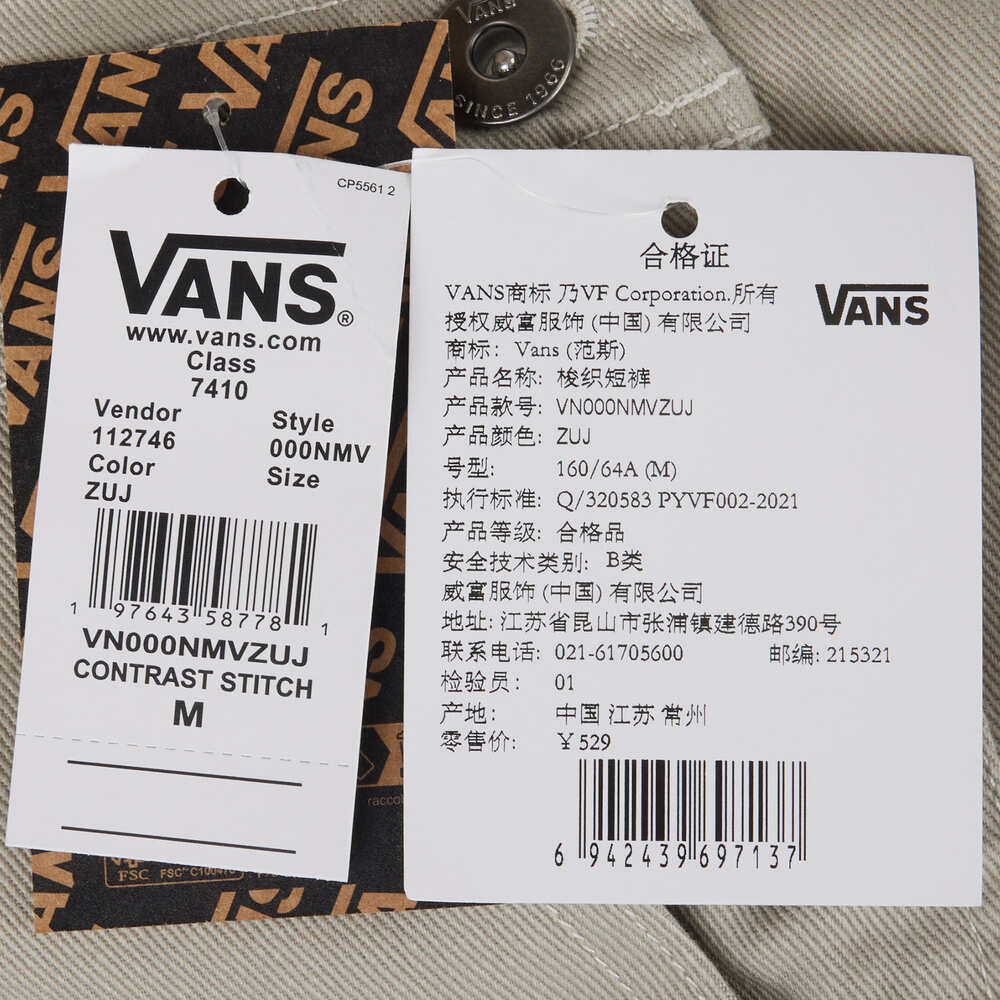 VANS
SINCE 1966
CP5561 2
VANS®
www.vans.com
Class
7410
Vendor Style
112746 000NMV
Color Size
ZUJ
1 97643 58778 1
VN000NMVZUJ
CONTRAST STITCH
M
FSC FSC
合格证
VANS商标 乃VF Corporation.所有
授权威富服饰 (中国) 有限公司
VANS
商标: Vans (范斯)
产品名称: 梭织短裤
产品款号: VN000NMVZUJ
产品颜色: ZUJ
号型: 160/64A (M)
执行标准: Q/320583 PYVF002-2021
产品等级: 合格品
安全技术类别: B类
威富服饰 (中国) 有限公司
地址: 江苏省昆山市张浦镇建德路390号
联系电话: 021-61705600 邮编: 215321
检验员: 01
产地: 中国 江苏 常州
零售价: ¥529
6 942439 697137